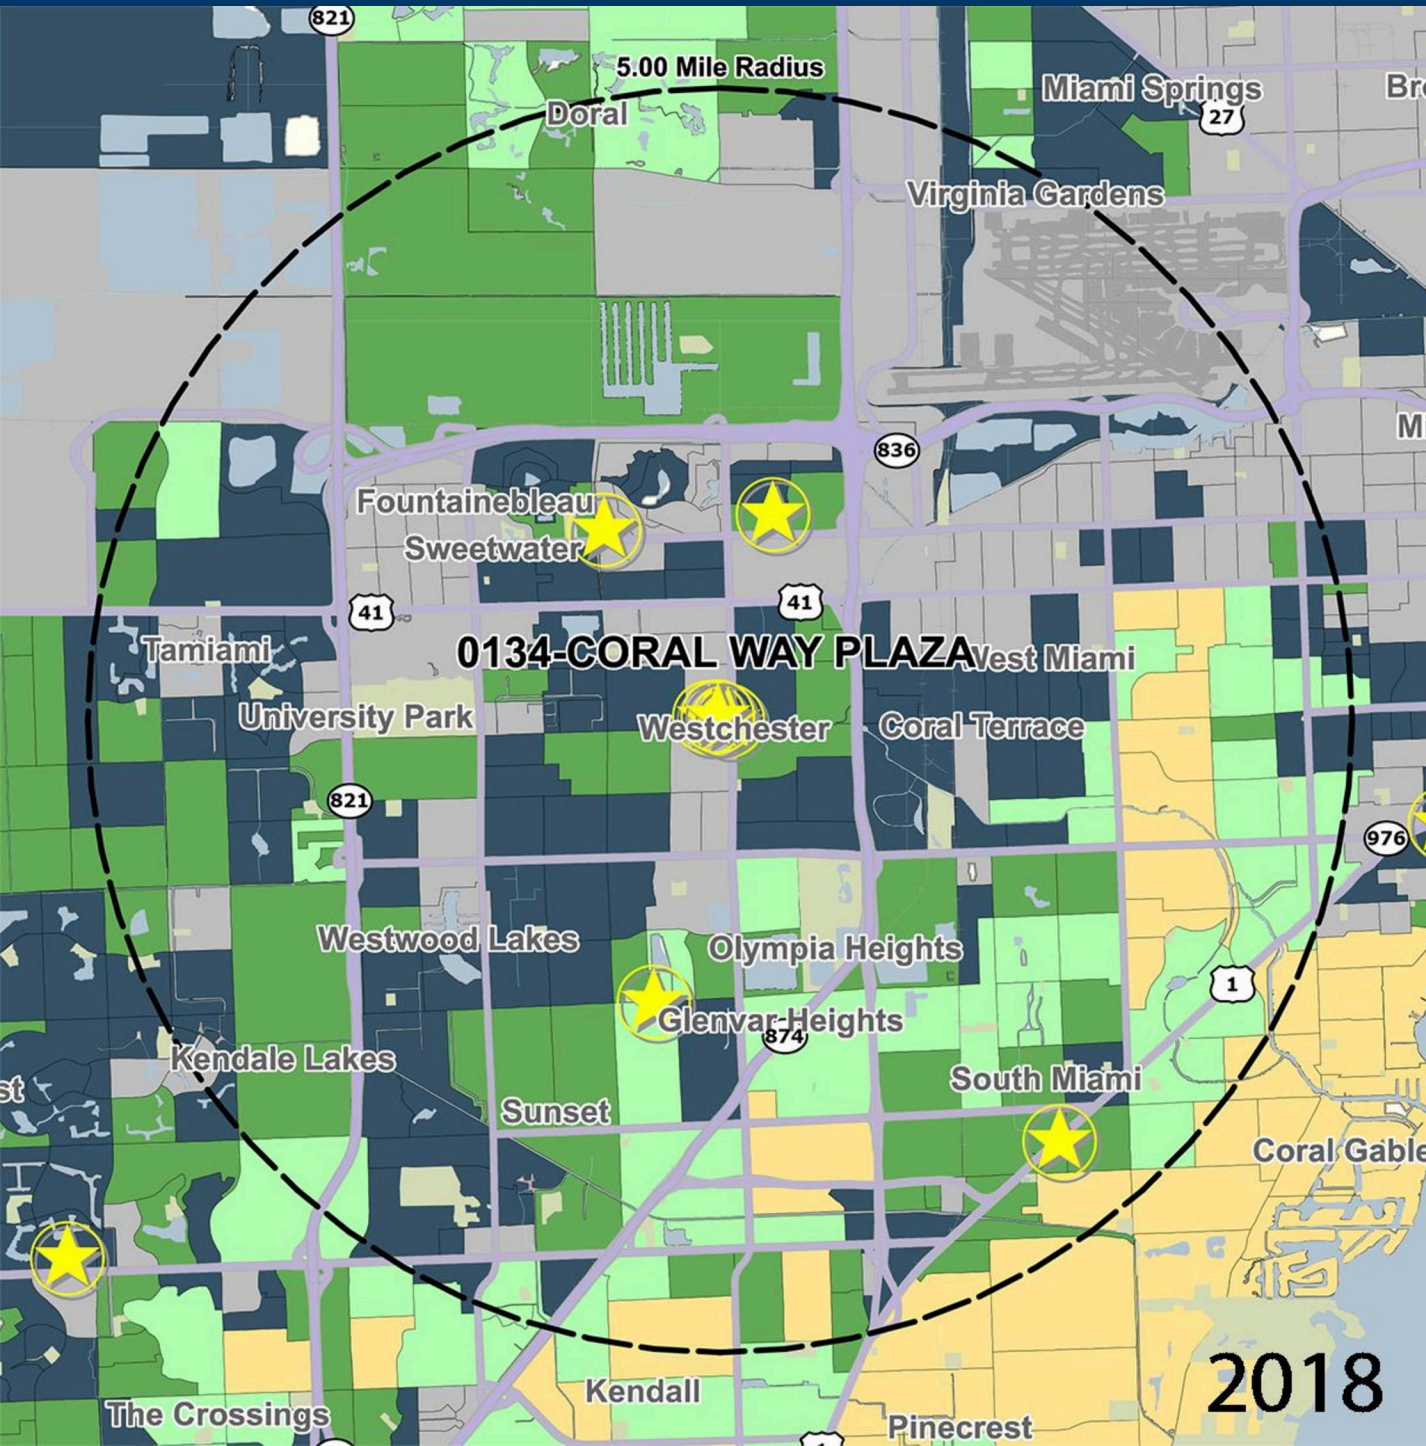 821
5.00 Mile Radius
Doral
Miami Springs
27
Virginia Gardens
836
Fountainebleau
Sweetwater
41
41
0134-CORAL WAY PLAZA
West Miami
Tamiami
University Park
Westchester
Coral Terrace
821
976
Westwood Lakes
Olympia Heights
1
Glenvar Heights
874
Kendale Lakes
st
South Miami
Sunset
Coral Gable
2018
Kendall
The Crossings
Pinecrest